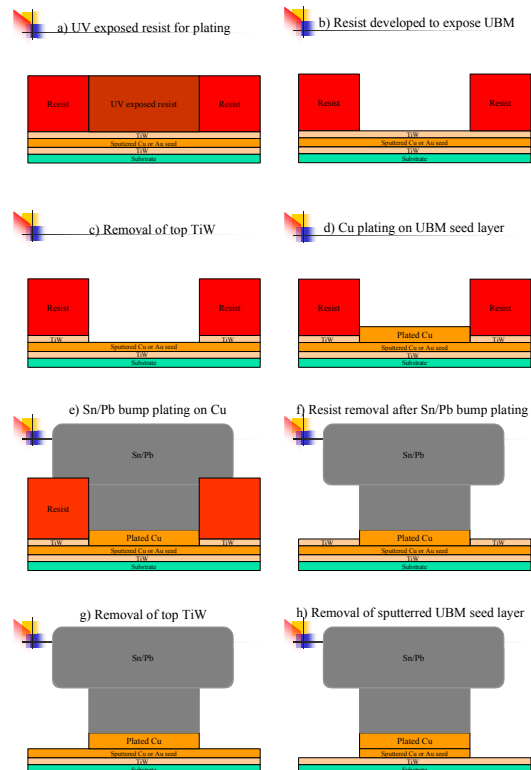 a) UV exposed resist for plating
Resist UV exposed resist Resist
TiW
Sputtered Cu or Au seed
TiW
Substrate
b) Resist developed to expose UBM
Resist Resist
TiW
Sputtered Cu or Au seed
TiW
Substrate
c) Removal of top TiW
Resist Resist
TiW TiW
Sputtered Cu or Au seed
TiW
Substrate
d) Cu plating on UBM seed layer
Resist Resist
Plated Cu
TiW TiW
Sputtered Cu or Au seed
TiW
Substrate
e) Sn/Pb bump plating on Cu
Sn/Pb
Resist
Plated Cu
TiW TiW
Sputtered Cu or Au seed
TiW
Substrate
f) Resist removal after Sn/Pb bump plating
Sn/Pb
Plated Cu
TiW TiW
Sputtered Cu or Au seed
TiW
Substrate
g) Removal of top TiW
Sn/Pb
Plated Cu
Sputtered Cu or Au seed
TiW
Substrate
h) Removal of sputterred UBM seed layer
Sn/Pb
Plated Cu
Sputtered Cu or Au seed
TiW
Substrate